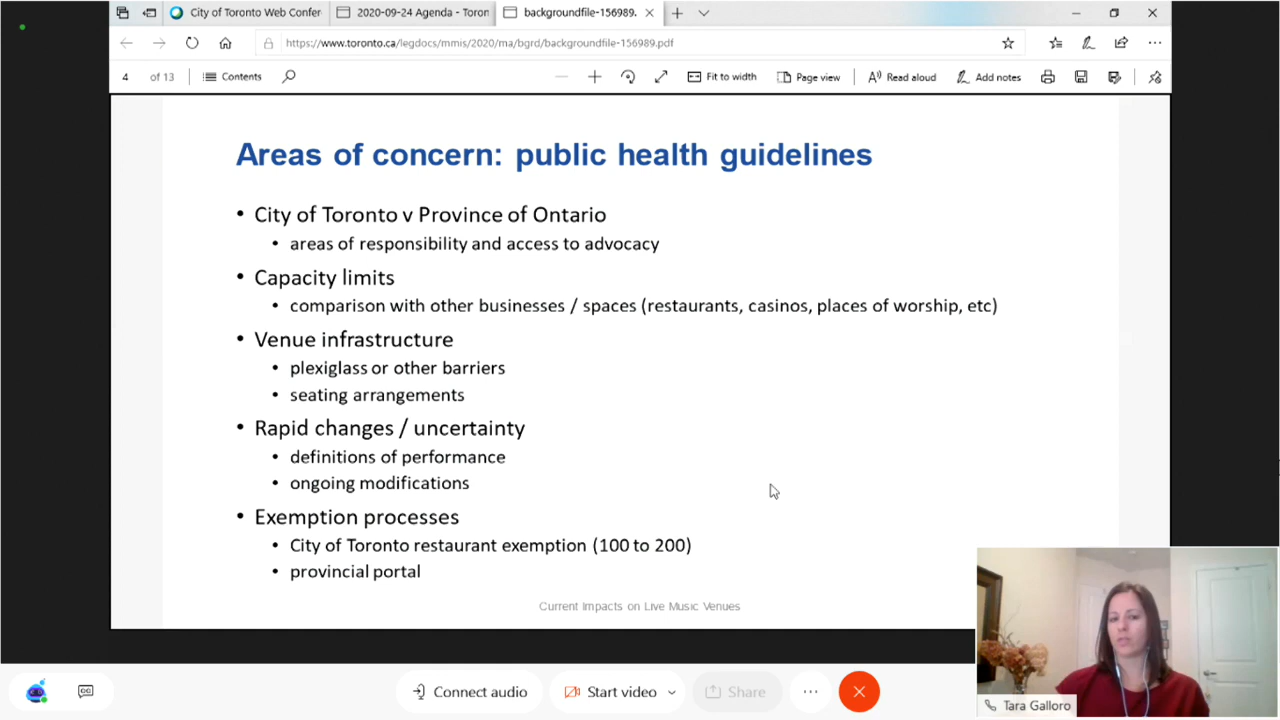 City of Toronto Web Confer
2020-09-24 Agenda - Toron
backgroundfile-156989.
https://www.toronto.ca/legdocs/mmis/2020/ma/bgrd/backgroundfile-156989.pdf
4 of 13
Contents
Fit to width
Page view
Read aloud
Add notes
Areas of concern: public health guidelines
• City of Toronto v Province of Ontario
• areas of responsibility and access to advocacy
• Capacity limits
• comparison with other businesses / spaces (restaurants, casinos, places of worship, etc)
• Venue infrastructure
• plexiglass or other barriers
• seating arrangements
• Rapid changes / uncertainty
• definitions of performance
• ongoing modifications
• Exemption processes
• City of Toronto restaurant exemption (100 to 200)
• provincial portal
Current Impacts on Live Music Venues
Tara Galloro
Connect audio
Start video
Share